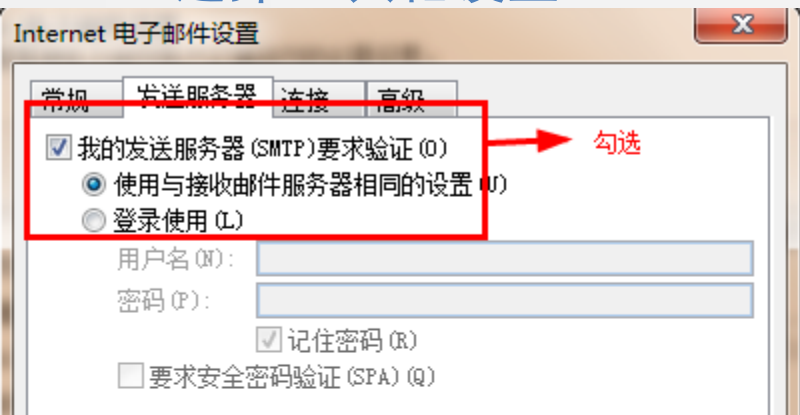 Internet 电子邮件设置
常规 发送服务器 连接 高级
我的发送服务器(SMTP)要求验证(O)
勾选
使用与接收邮件服务器相同的设置(U)
登录使用(L)
用户名(N):
密码(P):
记住密码(R)
要求安全密码验证(SPA)(Q)